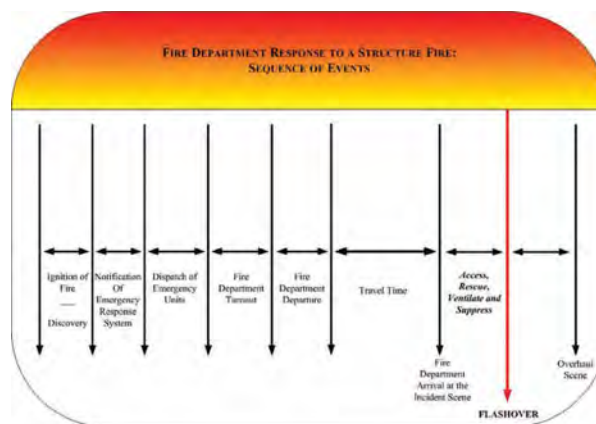 FIRE DEPARTMENT RESPONSE TO A STRUCTURE FIRE:
SEQUENCE OF EVENTS
Ignition of
Fire
Discovery
Notification
Of
Emergency
Response
System
Dispatch of
Emergency
Units
Fire
Department
Turnout
Fire
Department
Departure
Travel Time
Access,
Rescue,
Ventilate and
Suppress
Fire
Department
Arrival at the
Incident Scene
FLASHOVER
Overhaul
Scene